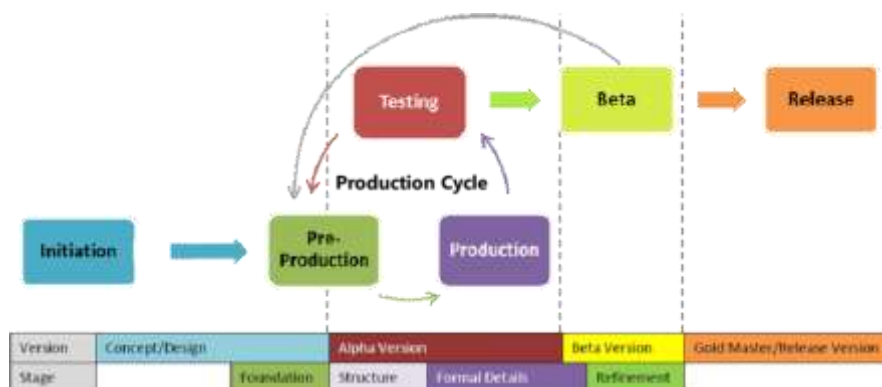 Testing
Beta
Release
Production Cycle
Initiation
Pre-
Production
Production
Version Concept/Design Alpha Version Beta Version Gold Master/Release Version
Stage Foundation Structure Formal Details Refinement